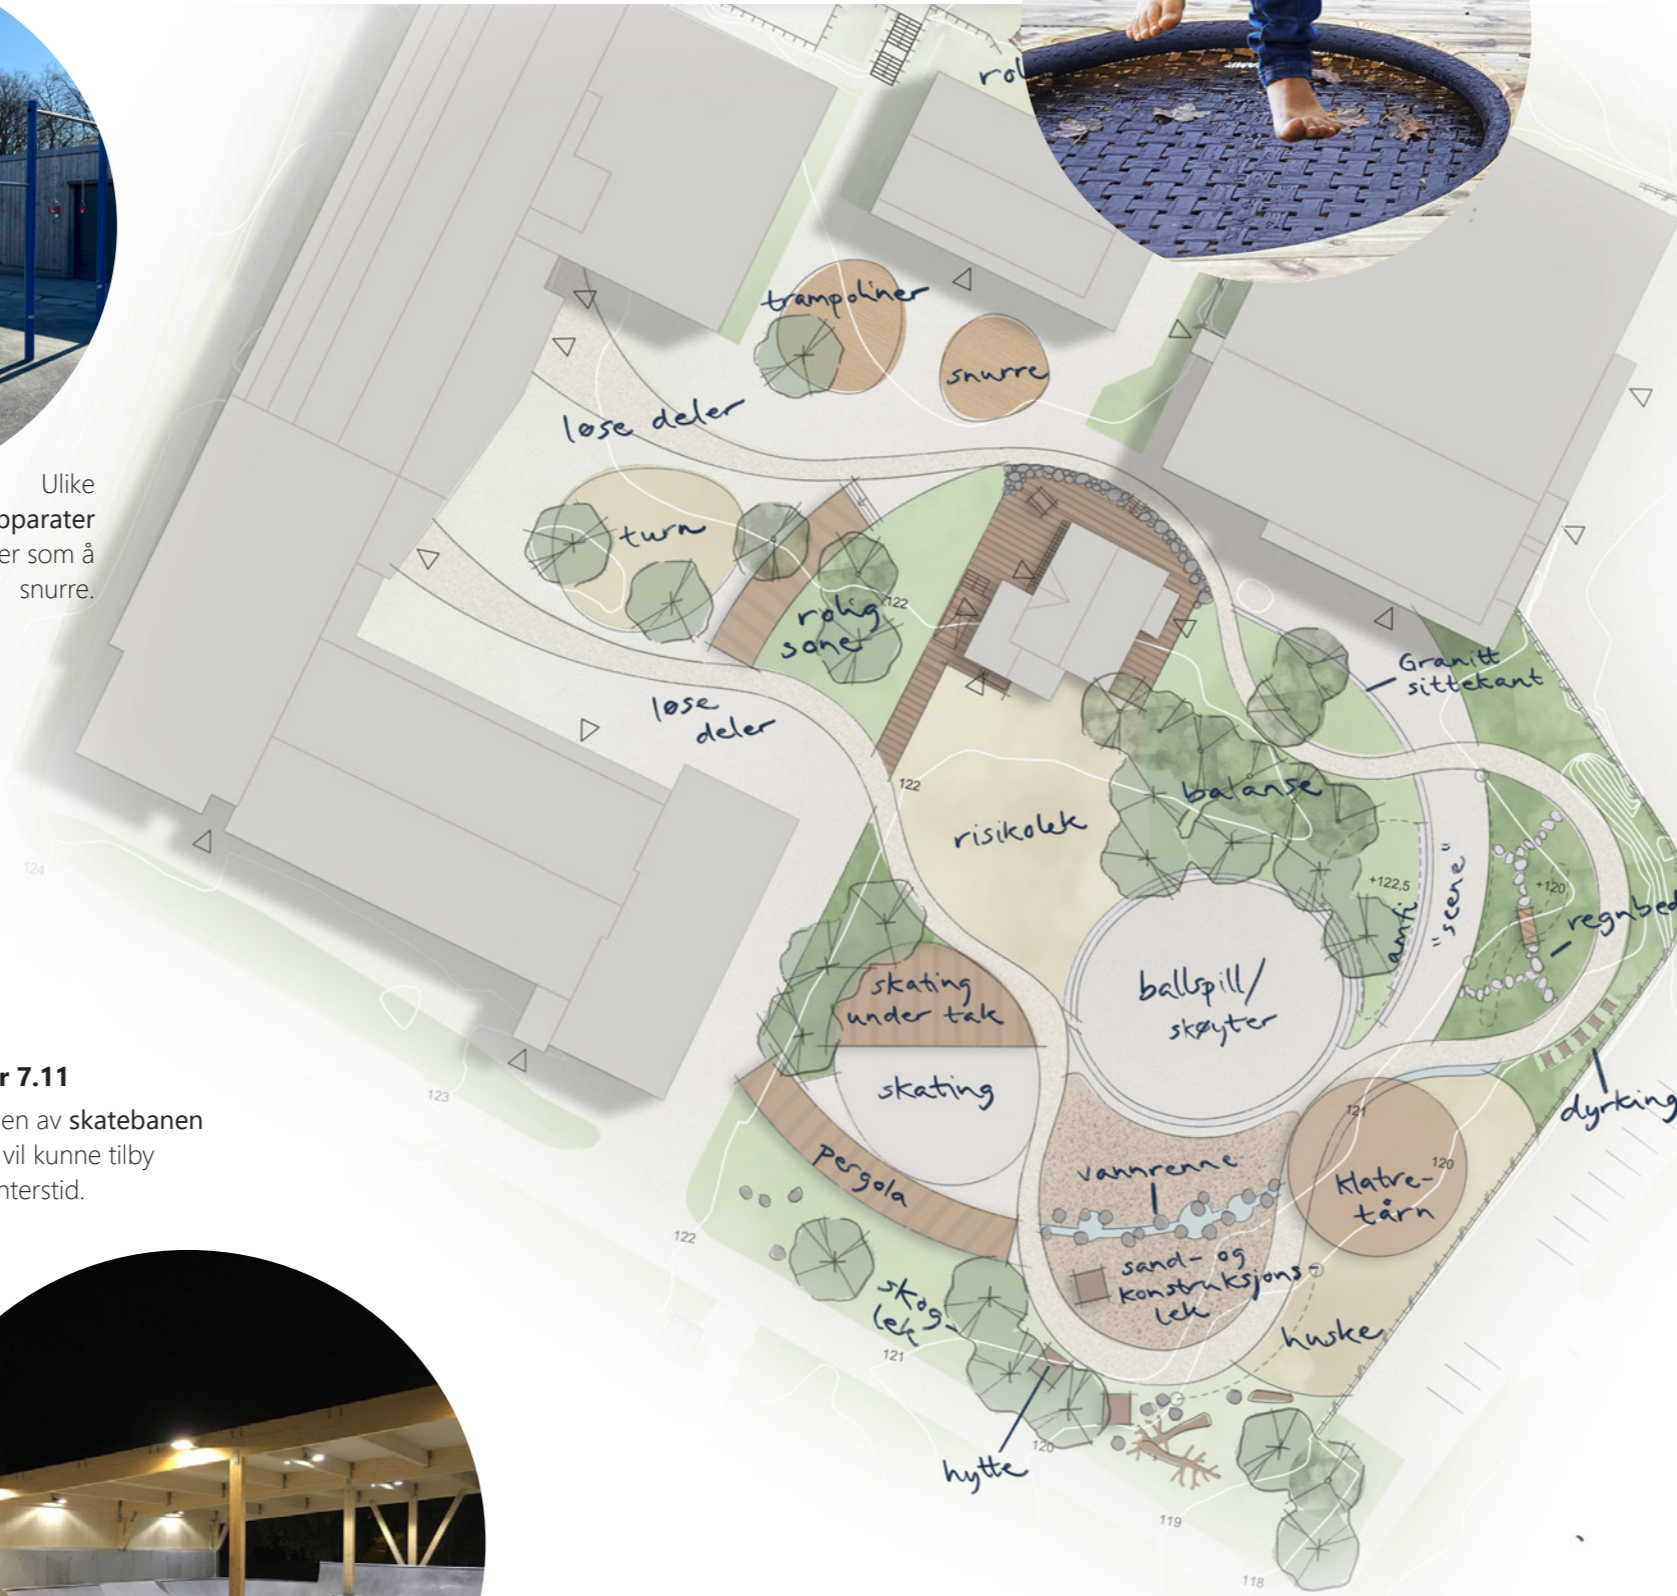 rol
trampoliner
snurre
løse deler
Ulike
pparater
er som å
snurre.
turn
rolig
sone
122
Granitt
sittekant
løse
deler
122
balanse
risikolek
124
+122,5
amfi
"scene"
+120
regnbed
skating
under tak
ballspill/
skøyter
r 7.11
en av skatebanen
vil kunne tilby
nterstid.
123
skating
121
dyrking
pergola
vannrenne
120
klatre-
tårn
122
sand- og
konstruksjons-
lek
skog-
lek
huske
121
hytte
120
119
118